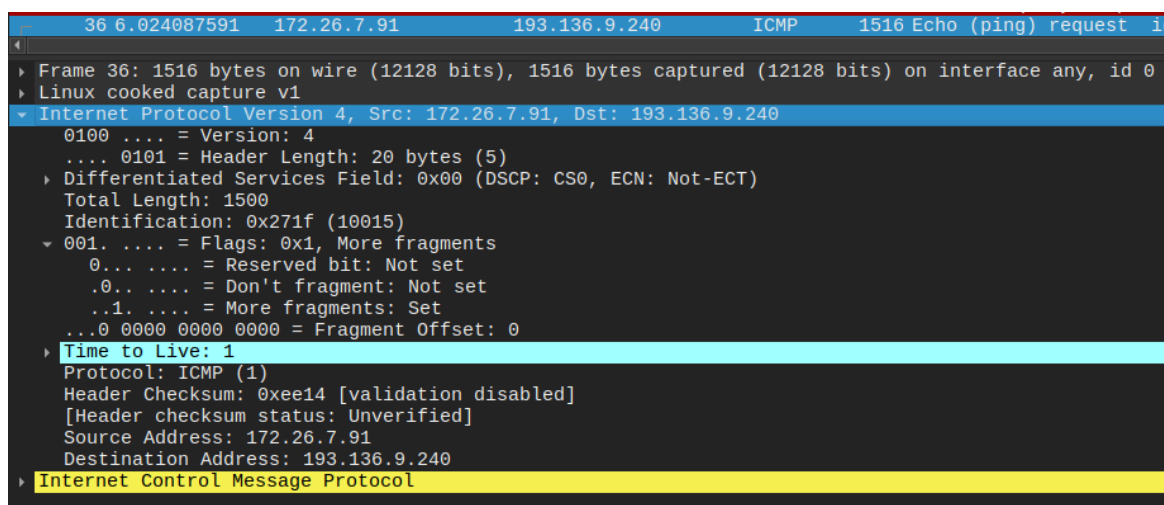 36 6.024087591 172.26.7.91 193.136.9.240 ICMP 1516 Echo (ping) request
Frame 36: 1516 bytes on wire (12128 bits), 1516 bytes captured (12128 bits) on interface any, id 0
Linux cooked capture v1
Internet Protocol Version 4, Src: 172.26.7.91, Dst: 193.136.9.240
0100 .... = Version: 4
.... 0101 = Header Length: 20 bytes (5)
Differentiated Services Field: 0x00 (DSCP: CS0, ECN: Not-ECT)
Total Length: 1500
Identification: 0x271f (10015)
001. .... = Flags: 0x1, More fragments
0... .... = Reserved bit: Not set
.0.. .... = Don't fragment: Not set
..1. .... = More fragments: Set
...0 0000 0000 0000 = Fragment Offset: 0
Time to Live: 1
Protocol: ICMP (1)
Header Checksum: 0xee14 [validation disabled]
[Header checksum status: Unverified]
Source Address: 172.26.7.91
Destination Address: 193.136.9.240
Internet Control Message Protocol